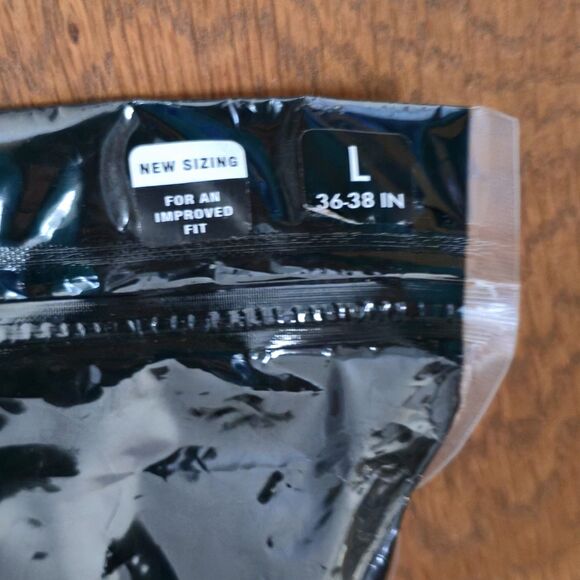 NEW SIZING
FOR AN
IMPROVED
FIT
L
36-38 IN